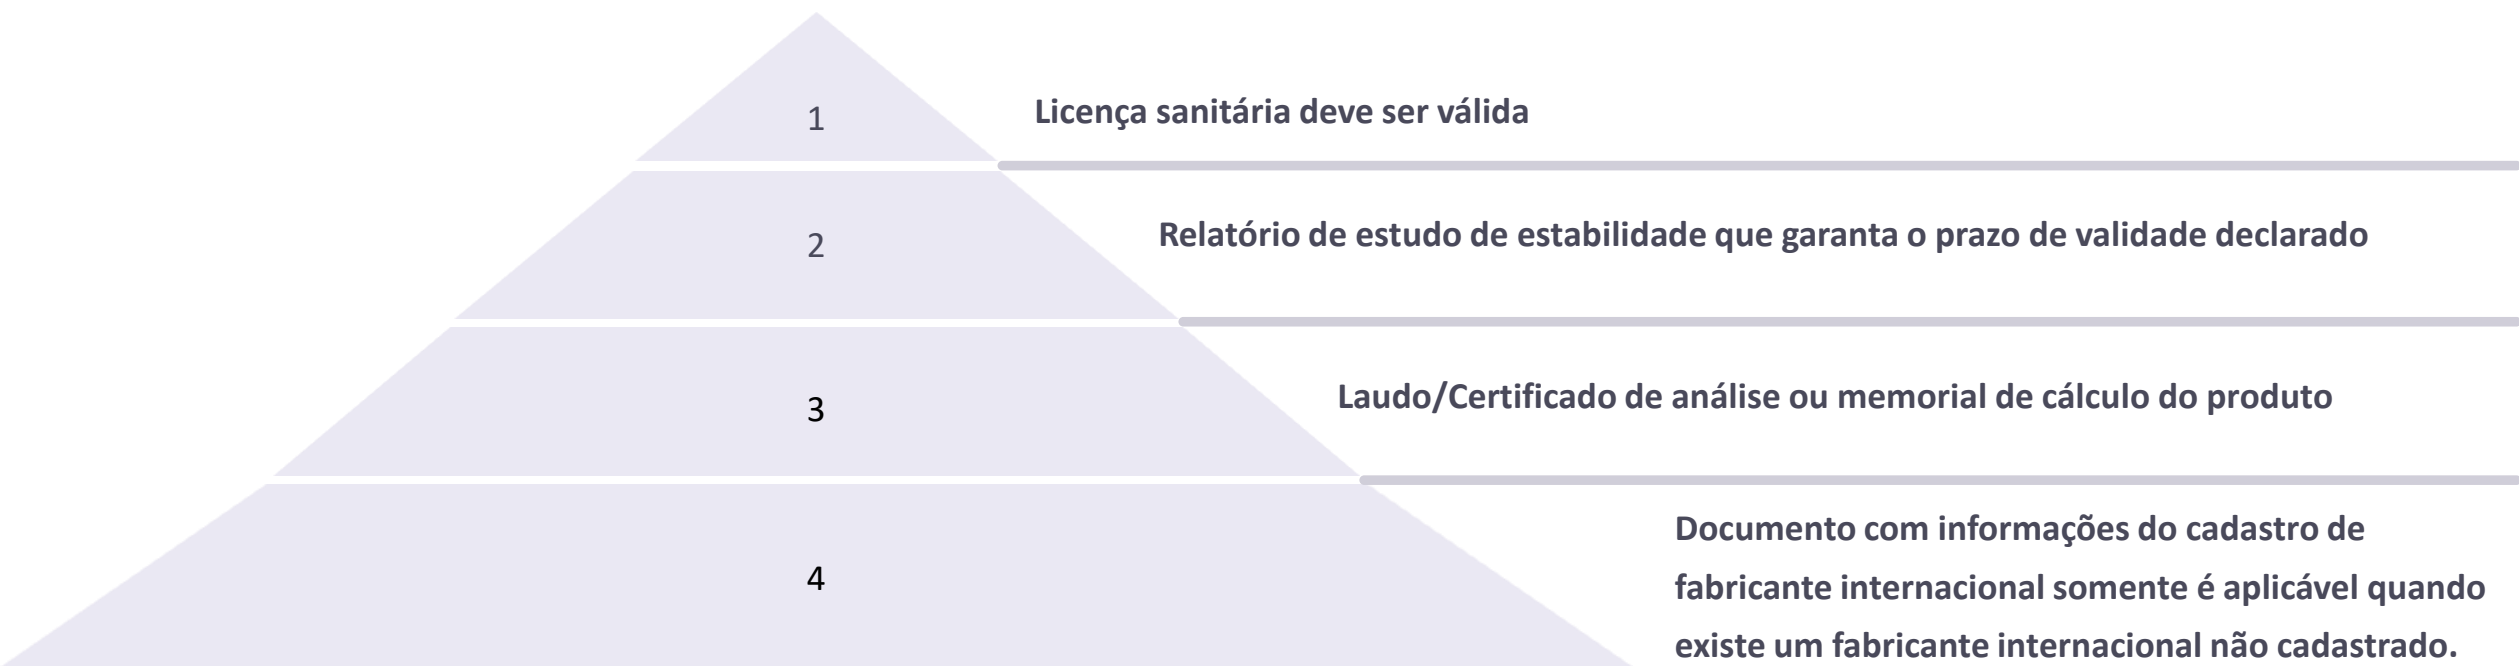 1
Licença sanitária deve ser válida
2
Relatório de estudo de estabilidade que garanta o prazo de validade declarado
3
Laudo/Certificado de análise ou memorial de cálculo do produto
4
Documento com informações do cadastro de
fabricante internacional somente é aplicável quando
existe um fabricante internacional não cadastrado.